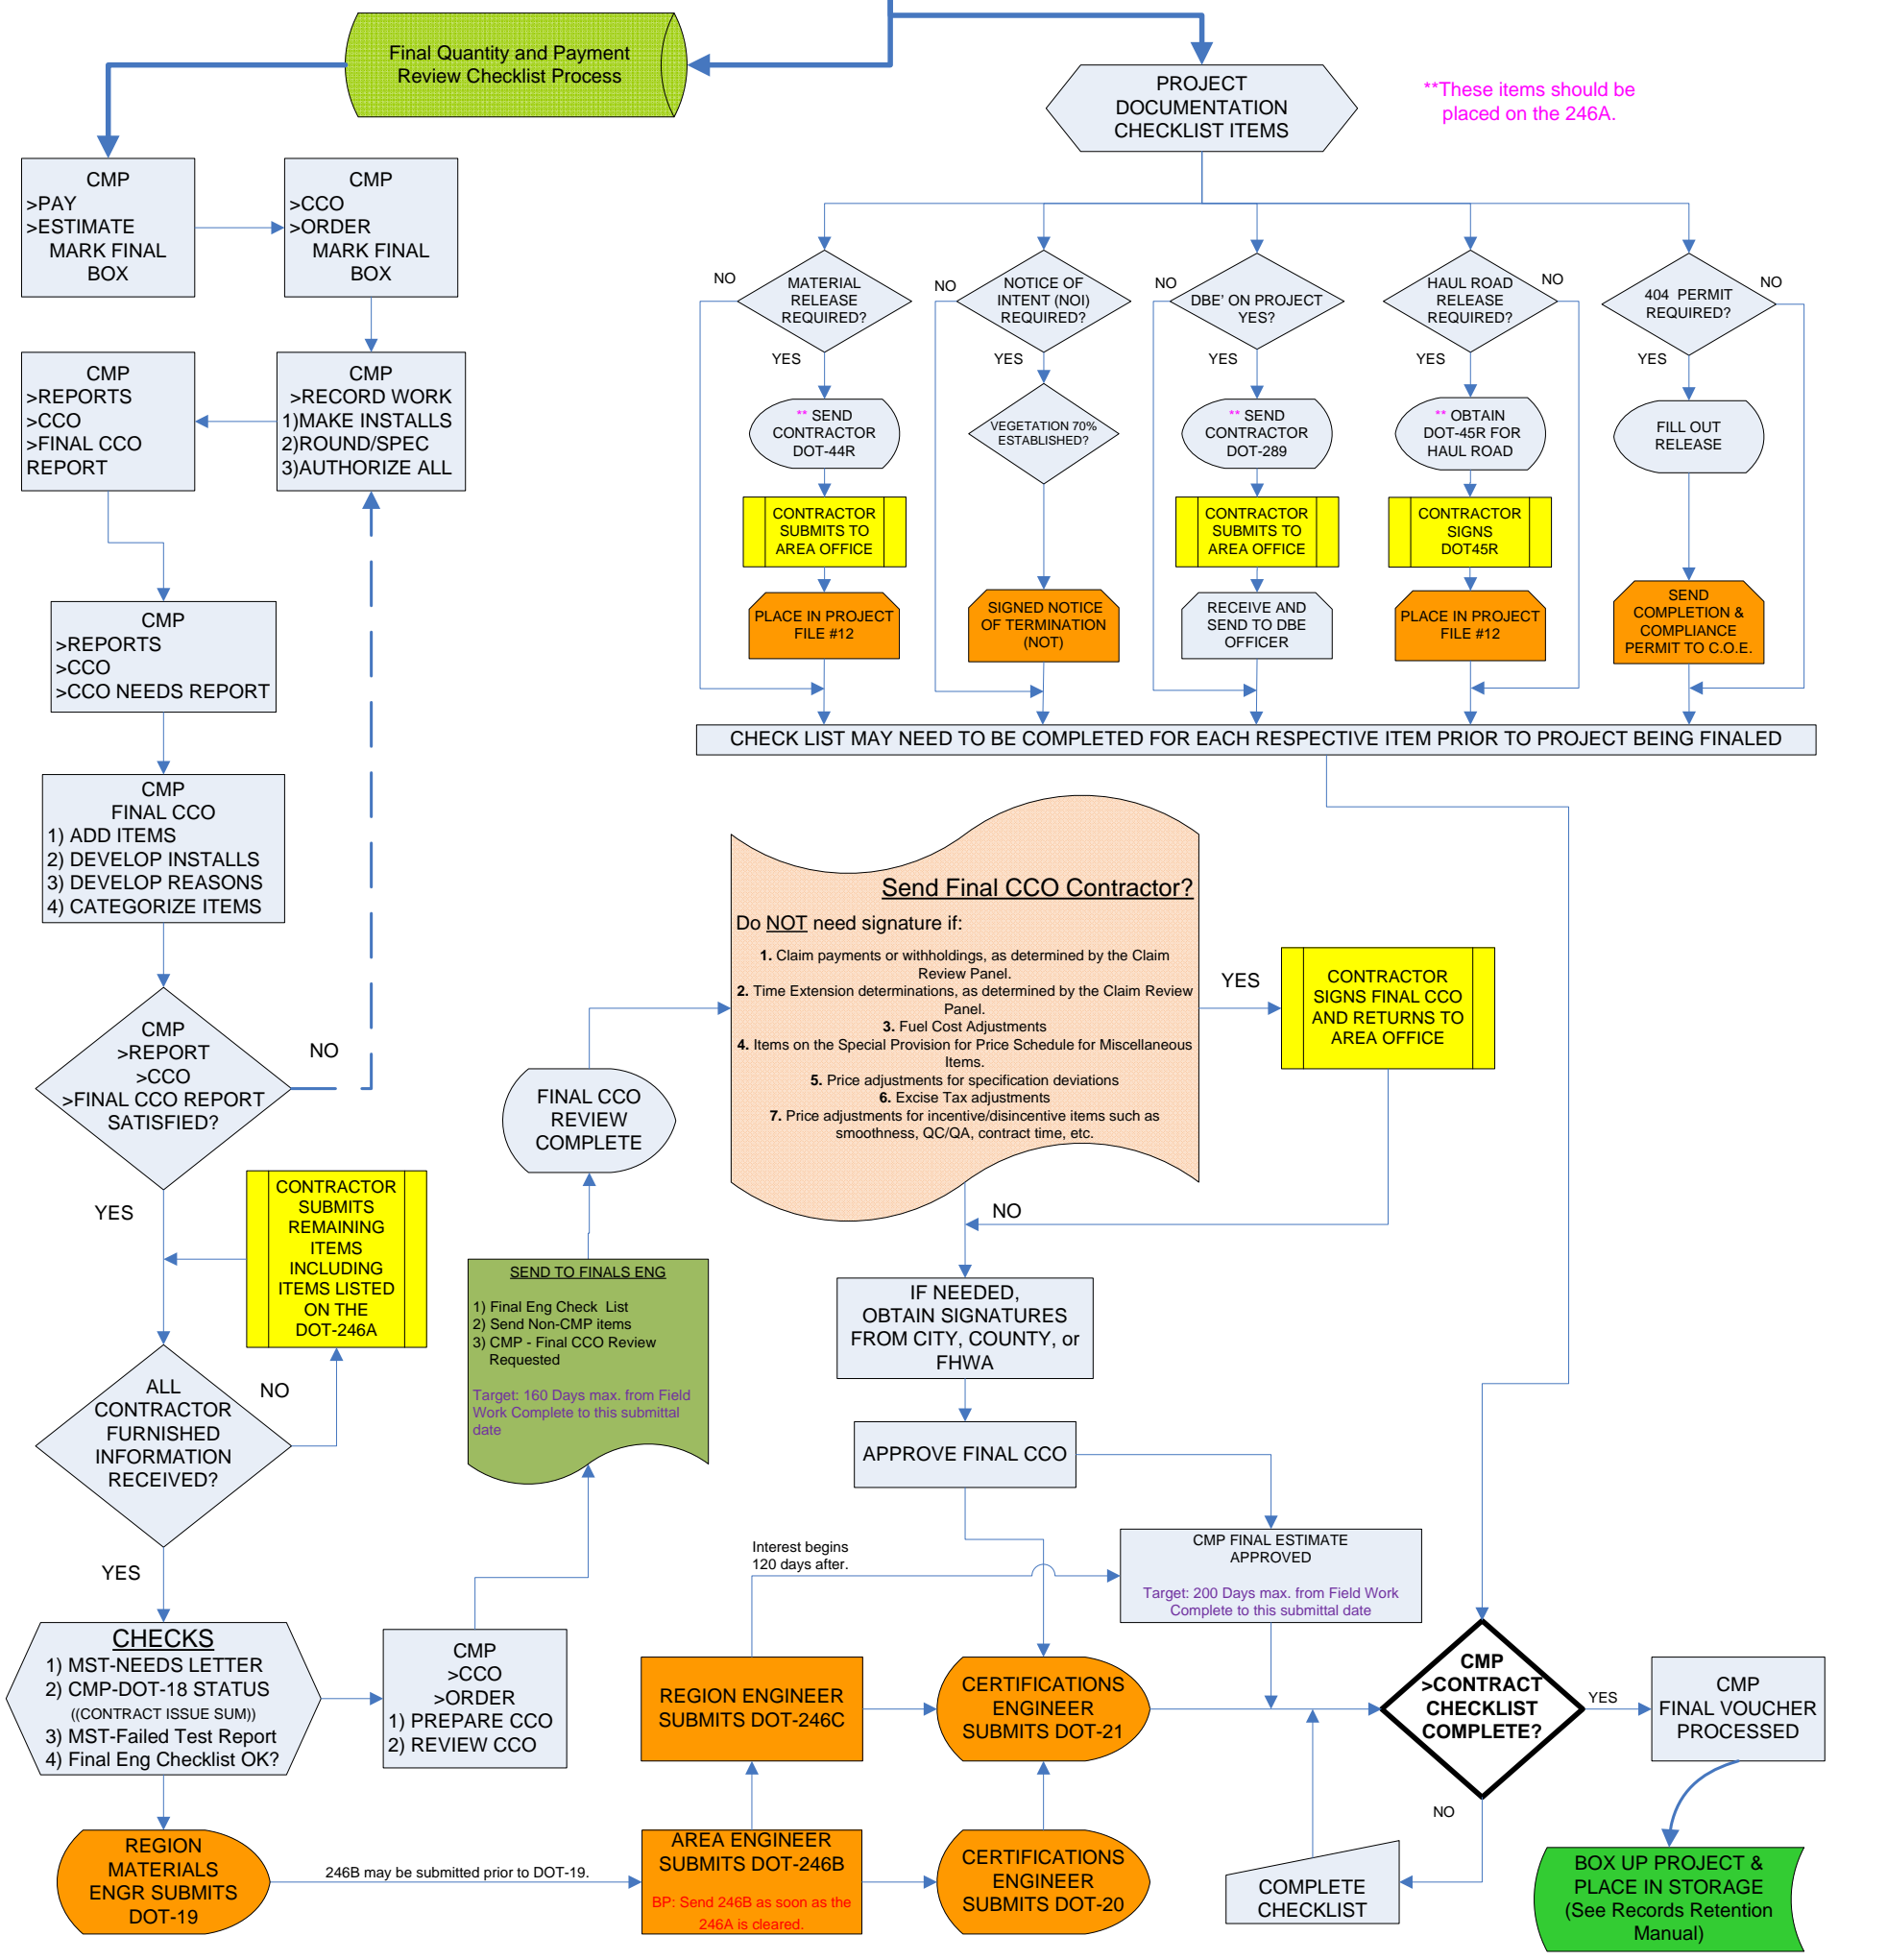 Final Quantity and Payment
Review Checklist Process
PROJECT
DOCUMENTATION
CHECKLIST ITEMS
**These items should be
placed on the 246A.
CMP
>PAY
>ESTIMATE
MARK FINAL
BOX
CMP
>CCO
>ORDER
MARK FINAL
BOX
CMP
>REPORTS
>CCO
>FINAL CCO
REPORT
CMP
>RECORD WORK
1)MAKE INSTALLS
2)ROUND/SPEC
3)AUTHORIZE ALL
CMP
>REPORTS
>CCO
>CCO NEEDS REPORT
CMP
FINAL CCO
1) ADD ITEMS
2) DEVELOP INSTALLS
3) DEVELOP REASONS
4) CATEGORIZE ITEMS
CMP
>REPORT
>CCO
>FINAL CCO REPORT
SATISFIED?
NO
YES
CONTRACTOR
SUBMITS
REMAINING
ITEMS
INCLUDING
ITEMS LISTED
ON THE
DOT-246A
ALL
CONTRACTOR
FURNISHED
INFORMATION
RECEIVED?
NO
YES
CHECKS
1) MST-NEEDS LETTER
2) CMP-DOT-18 STATUS
((CONTRACT ISSUE SUM))
3) MST-Failed Test Report
4) Final Eng Checklist OK?
REGION
MATERIALS
ENGR SUBMITS
DOT-19
246B may be submitted prior to DOT-19.
CMP
>CCO
>ORDER
1) PREPARE CCO
2) REVIEW CCO
SEND TO FINALS ENG
1) Final Eng Check List
2) Send Non-CMP items
3) CMP - Final CCO Review
Requested
Target: 160 Days max. from Field
Work Complete to this submittal
date
FINAL CCO
REVIEW
COMPLETE
NO
MATERIAL
RELEASE
REQUIRED?
YES
** SEND
CONTRACTOR
DOT-44R
CONTRACTOR
SUBMITS TO
AREA OFFICE
PLACE IN PROJECT
FILE #12
NO
NOTICE OF
INTENT (NOI)
REQUIRED?
YES
VEGETATION 70%
ESTABLISHED?
SIGNED NOTICE
OF TERMINATION
(NOT)
NO
DBE' ON PROJECT
YES?
YES
** SEND
CONTRACTOR
DOT-289
CONTRACTOR
SUBMITS TO
AREA OFFICE
RECEIVE AND
SEND TO DBE
OFFICER
HAUL ROAD
RELEASE
REQUIRED?
NO
YES
** OBTAIN
DOT-45R FOR
HAUL ROAD
CONTRACTOR
SIGNS
DOT45R
PLACE IN PROJECT
FILE #12
404 PERMIT
REQUIRED?
NO
YES
FILL OUT
RELEASE
SEND
COMPLETION &
COMPLIANCE
PERMIT TO C.O.E.
CHECK LIST MAY NEED TO BE COMPLETED FOR EACH RESPECTIVE ITEM PRIOR TO PROJECT BEING FINALED
Send Final CCO Contractor?
Do NOT need signature if:
1. Claim payments or withholdings, as determined by the Claim
Review Panel.
2. Time Extension determinations, as determined by the Claim Review
Panel.
3. Fuel Cost Adjustments
4. Items on the Special Provision for Price Schedule for Miscellaneous
Items.
5. Price adjustments for specification deviations
6. Excise Tax adjustments
7. Price adjustments for incentive/disincentive items such as
smoothness, QC/QA, contract time, etc.
YES
CONTRACTOR
SIGNS FINAL CCO
AND RETURNS TO
AREA OFFICE
NO
IF NEEDED,
OBTAIN SIGNATURES
FROM CITY, COUNTY, or
FHWA
APPROVE FINAL CCO
Interest begins
120 days after.
CMP FINAL ESTIMATE
APPROVED
Target: 200 Days max. from Field Work
Complete to this submittal date
REGION ENGINEER
SUBMITS DOT-246C
CERTIFICATIONS
ENGINEER
SUBMITS DOT-21
AREA ENGINEER
SUBMITS DOT-246B
BP: Send 246B as soon as the
246A is cleared.
CERTIFICATIONS
ENGINEER
SUBMITS DOT-20
CMP
>CONTRACT
CHECKLIST
COMPLETE?
YES
NO
COMPLETE
CHECKLIST
CMP
FINAL VOUCHER
PROCESSED
BOX UP PROJECT &
PLACE IN STORAGE
(See Records Retention
Manual)